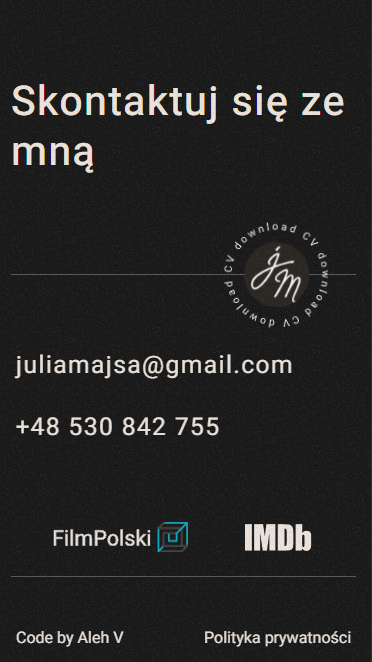 Skontaktuj się ze
mną
download CV download CV download CV
JM
juliamajsa@gmail.com
+48 530 842 755
FilmPolski
IMDb
Code by Aleh V
Polityka prywatności